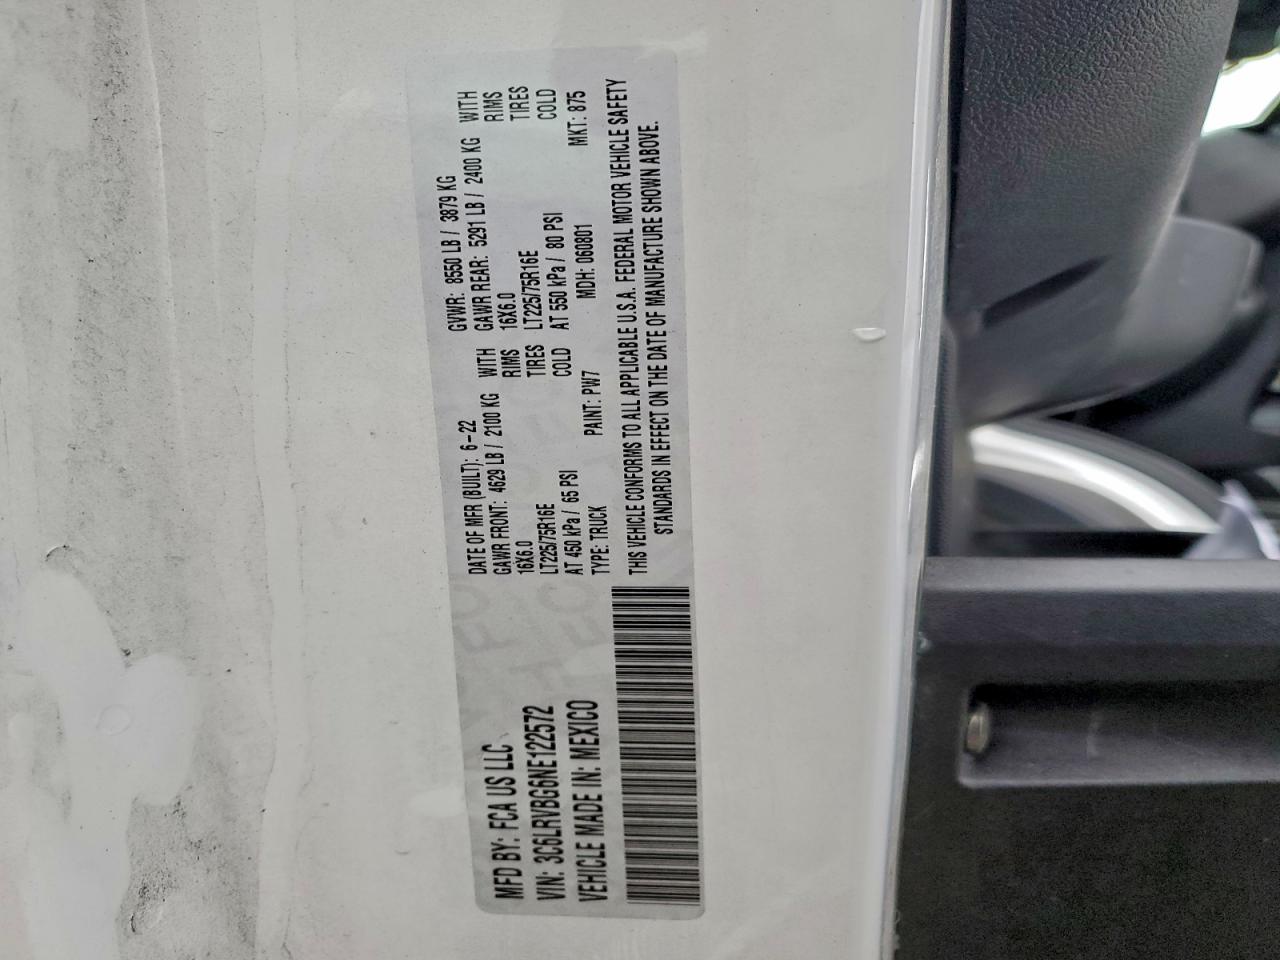 MFD BY: FCA US LLC
VIN: 3C6LRVBG6NE122572
VEHICLE MADE IN: MEXICO
DATE OF MFR (BUILT): 6-22
GVWR: 8550 LB / 3879 KG
GAWR FRONT: 4629 LB / 2100 KG WITH
16X6.0 RIMS
LT225/75R16E TIRES
AT 450 kPa / 65 PSI COLD
GAWR REAR: 5291 LB / 2400 KG WITH
16X6.0 RIMS
LT225/75R16E TIRES
AT 550 kPa / 80 PSI COLD
TYPE: TRUCK PAINT: PW7 MDH: 060801 MKT: 875
THIS VEHICLE CONFORMS TO ALL APPLICABLE U.S.A. FEDERAL MOTOR VEHICLE SAFETY
STANDARDS IN EFFECT ON THE DATE OF MANUFACTURE SHOWN ABOVE.